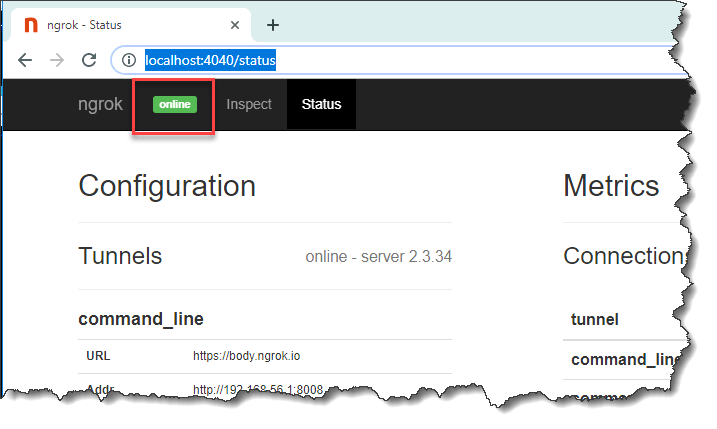 ngrok - Status
localhost:4040/status
ngrok online Inspect Status
Configuration
Metrics
Tunnels online - server 2.3.34
Connection
command_line
tunnel
URL https://body.ngrok.io
command_line
Addr http://192.168.56.1:8008